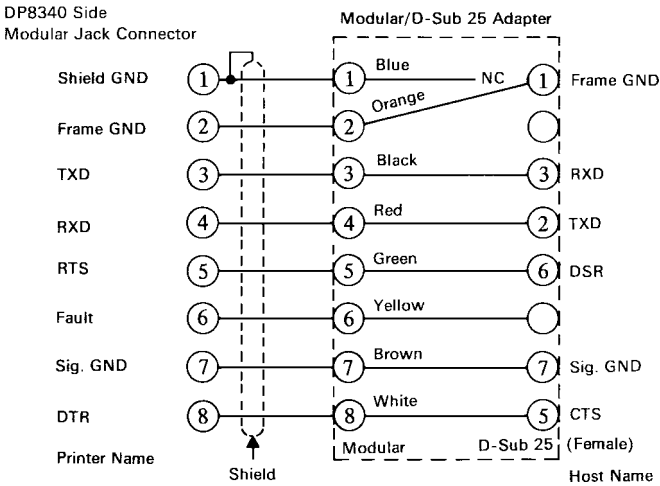 DP8340 Side
Modular Jack Connector
Modular/D-Sub 25 Adapter
Shield GND 1 1 Blue NC 1 Frame GND
Frame GND 2 2 Orange
TXD 3 3 Black 3 RXD
RXD 4 4 Red 2 TXD
RTS 5 5 Green 6 DSR
Fault 6 6 Yellow
Sig. GND 7 7 Brown 7 Sig. GND
DTR 8 8 White 5 CTS
Modular D-Sub 25 (Female)
Printer Name Shield Host Name